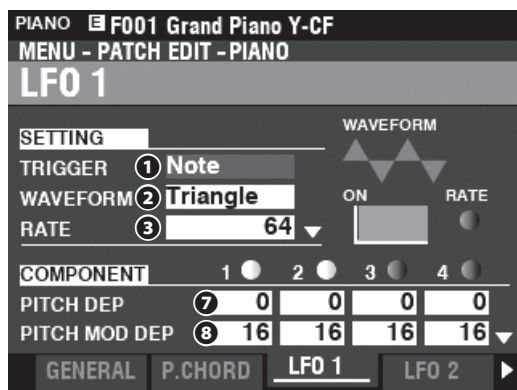 PIANO E F001 Grand Piano Y-CF
MENU - PATCH EDIT - PIANO
LFO 1
SETTING
WAVEFORM
TRIGGER 1 Note
WAVEFORM 2 Triangle
ON RATE
RATE 3 64
COMPONENT 1 2 3 4
PITCH DEP 7 0 0 0 0
PITCH MOD DEP 8 16 16 16 16
GENERAL P.CHORD LFO 1 LFO 2